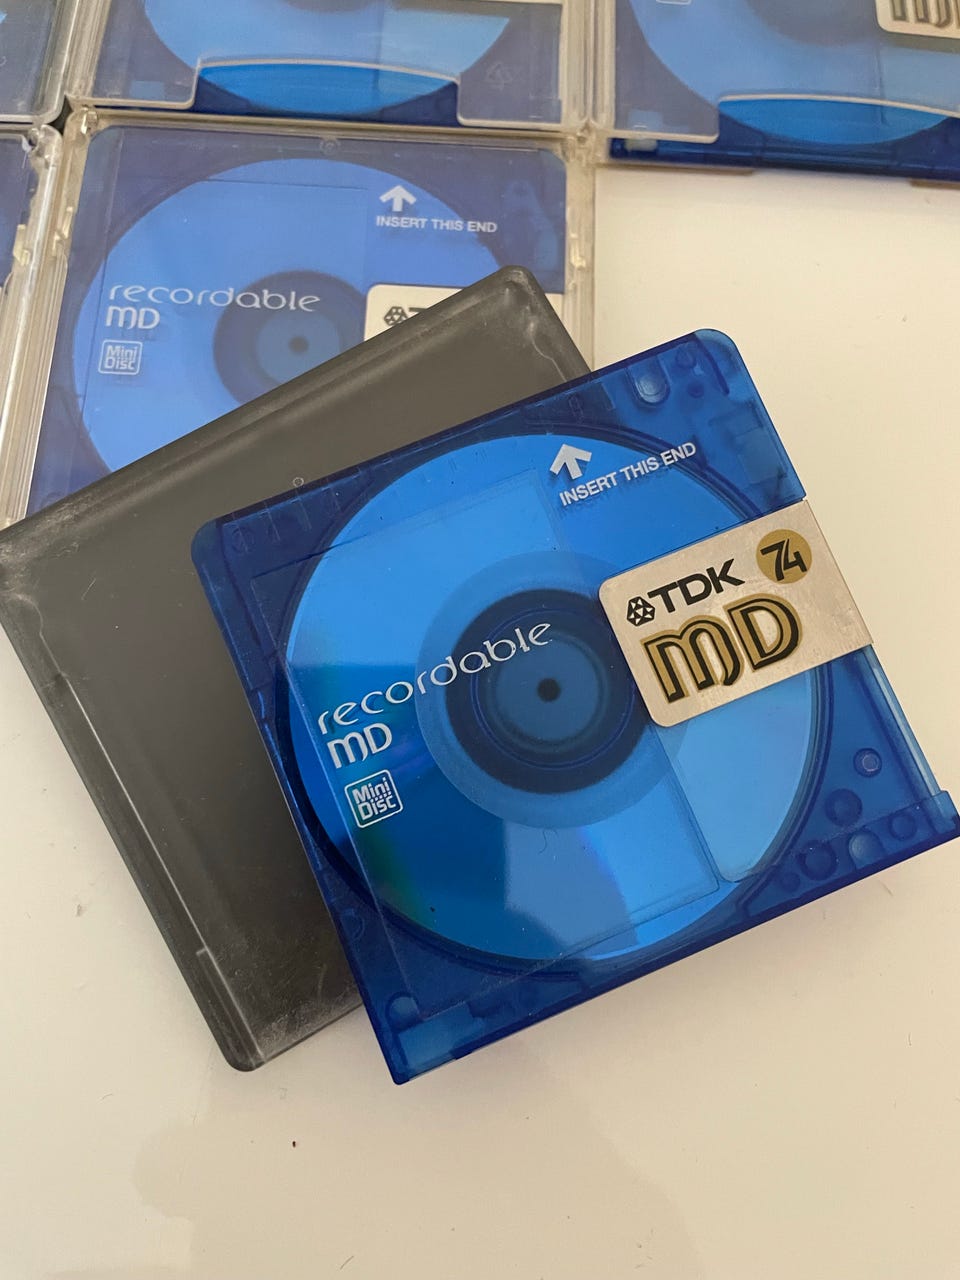 INSERT THIS END
recordable
MD
Mini
Disc
INSERT THIS END
TDK 74
MD
recordable
MD
Mini
Disc